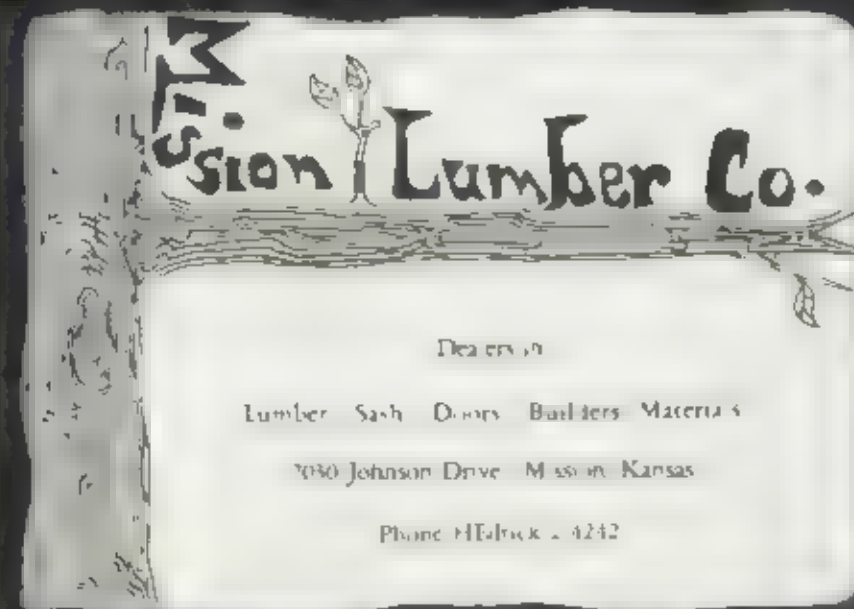 Mission Lumber Co.
Dealers in
Lumber Sash Doors Builders Materials
Johnson Drive Mission Kansas
Phone 4242